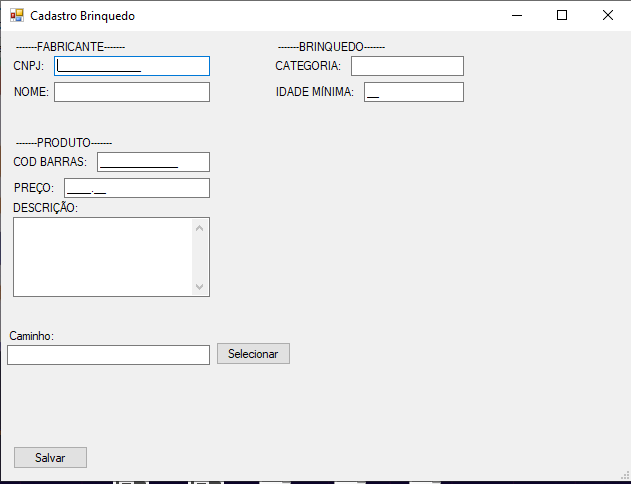 Cadastro Brinquedo
-------FABRICANTE-------
CNPJ: ______________
NOME:
-------BRINQUEDO-------
CATEGORIA:
IDADE MÍNIMA: __
-------PRODUTO-------
COD BARRAS: _____________
PREÇO: ____.__
DESCRIÇÃO:
Caminho:
Selecionar
Salvar